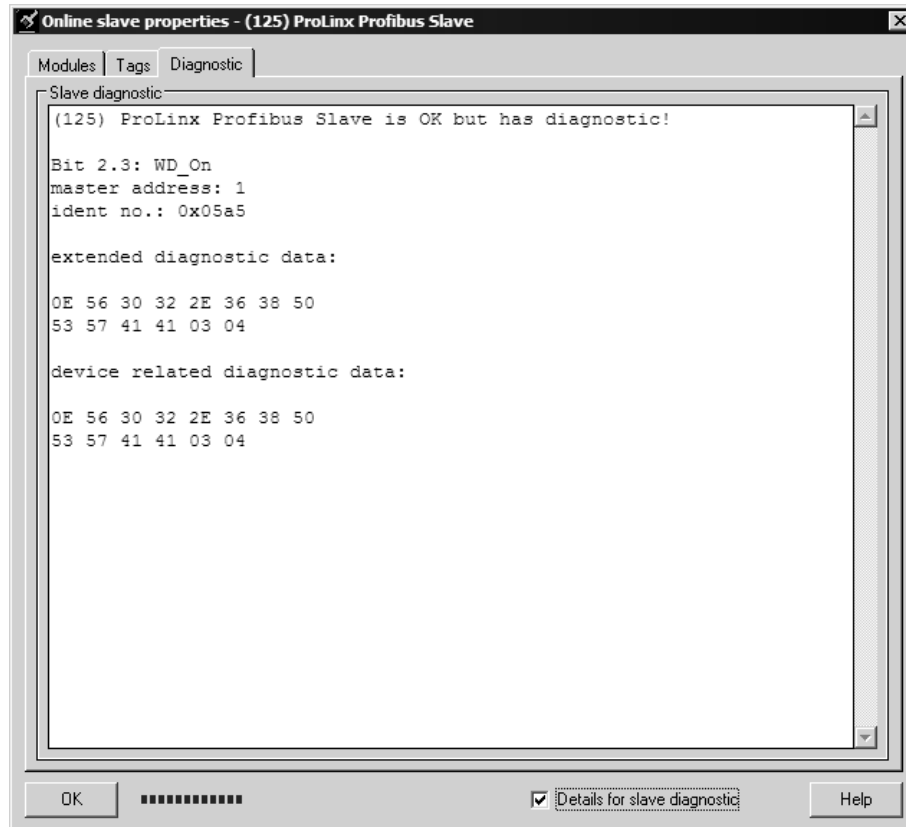 Online slave properties - (125) ProLinx Profibus Slave
Modules Tags Diagnostic
Slave diagnostic
(125) ProLinx Profibus Slave is OK but has diagnostic!
Bit 2.3: WD_On
master address: 1
ident no.: 0x05a5
extended diagnostic data:
0E 56 30 32 2E 36 38 50
53 57 41 41 03 04
device related diagnostic data:
0E 56 30 32 2E 36 38 50
53 57 41 41 03 04
OK Details for slave diagnostic Help